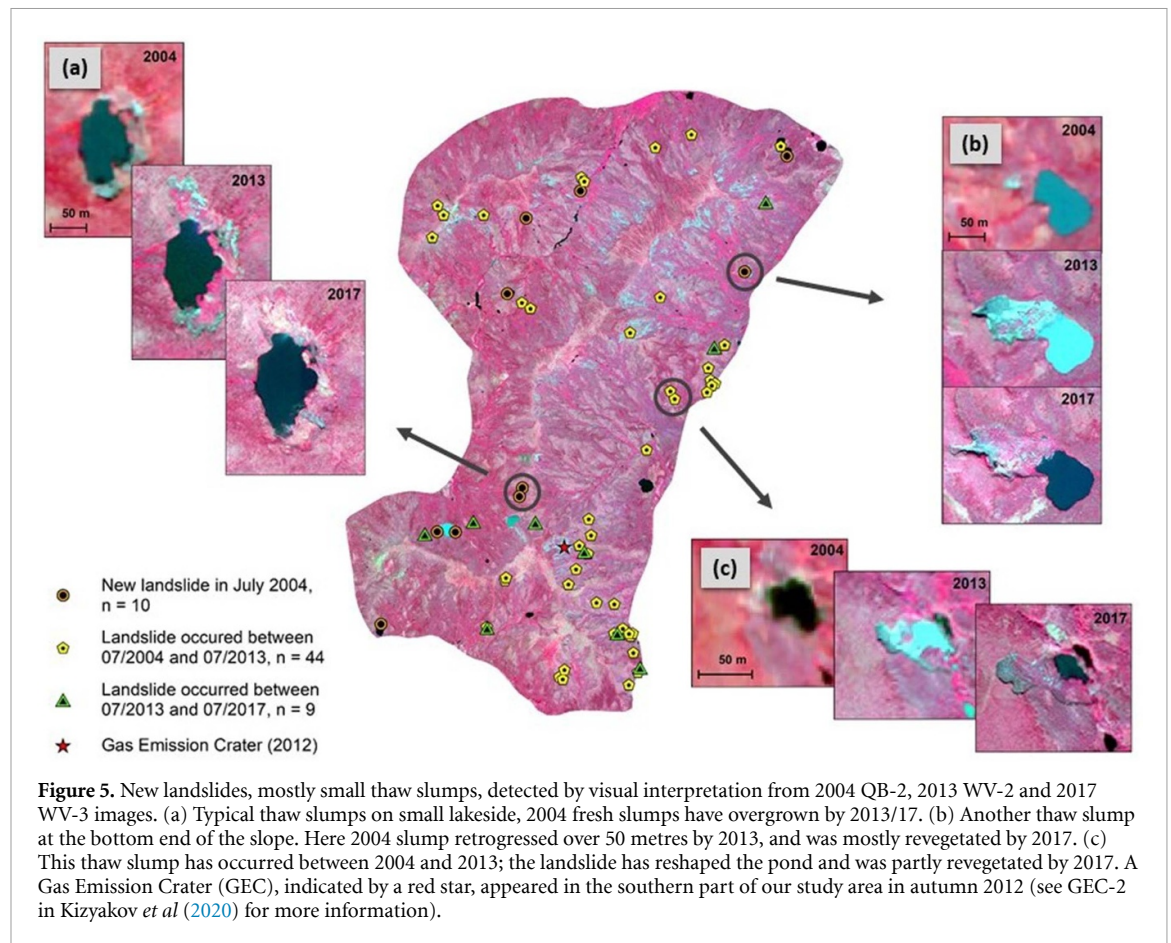 (a)
2004
50 m
2013
2017
(b)
2004
50 m
2013
2017
(c)
2004
50 m
2013
2017
New landslide in July 2004,
n = 10
Landslide occured between
07/2004 and 07/2013, n = 44
Landslide occurred between
07/2013 and 07/2017, n = 9
Gas Emission Crater (2012)
Figure 5. New landslides, mostly small thaw slumps, detected by visual interpretation from 2004 QB-2, 2013 WV-2 and 2017
WV-3 images. (a) Typical thaw slumps on small lakeside, 2004 fresh slumps have overgrown by 2013/17. (b) Another thaw slump
at the bottom end of the slope. Here 2004 slump retrogressed over 50 metres by 2013, and was mostly revegetated by 2017. (c)
This thaw slump has occurred between 2004 and 2013; the landslide has reshaped the pond and was partly revegetated by 2017. A
Gas Emission Crater (GEC), indicated by a red star, appeared in the southern part of our study area in autumn 2012 (see GEC-2
in Kizyakov et al (2020) for more information).